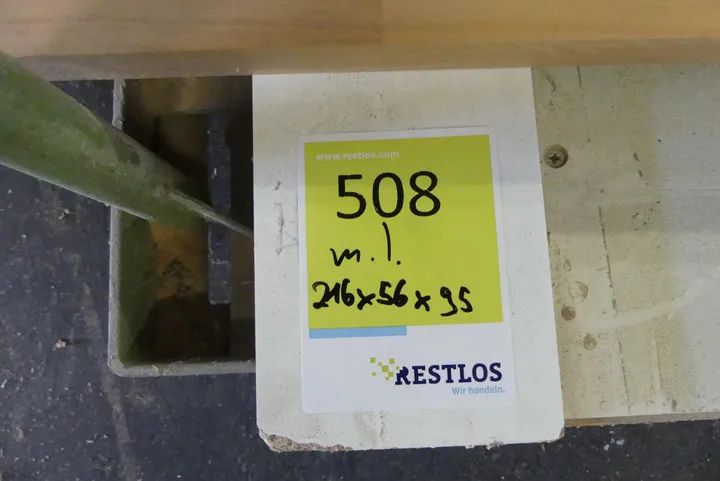 www.restlos.com
508
m. l.
216x56x95
RESTLOS
Wir handeln.